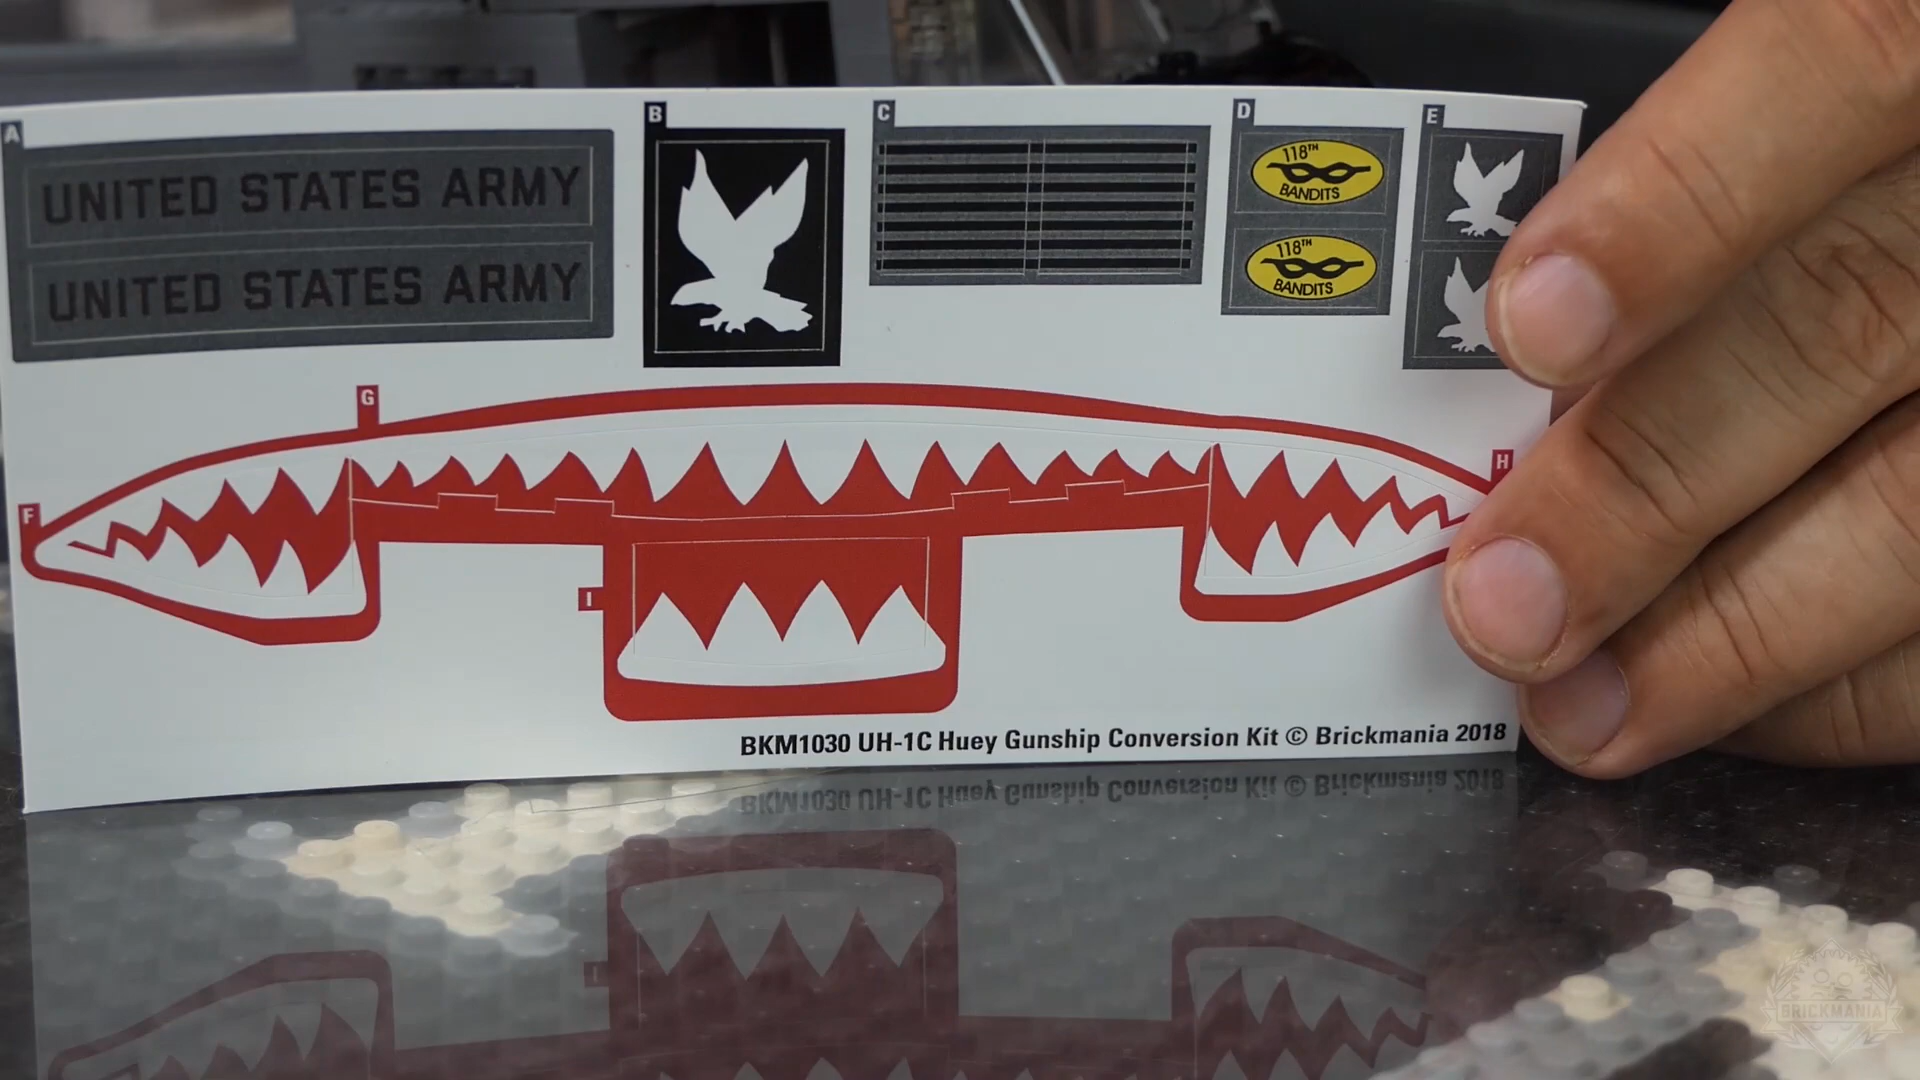 A
B
C
D
E
UNITED STATES ARMY
UNITED STATES ARMY
118TH
BANDITS
118TH
BANDITS
G
F
H
I
BKM1030 UH-1C Huey Gunship Conversion Kit © Brickmania 2018
BRICKMANIA